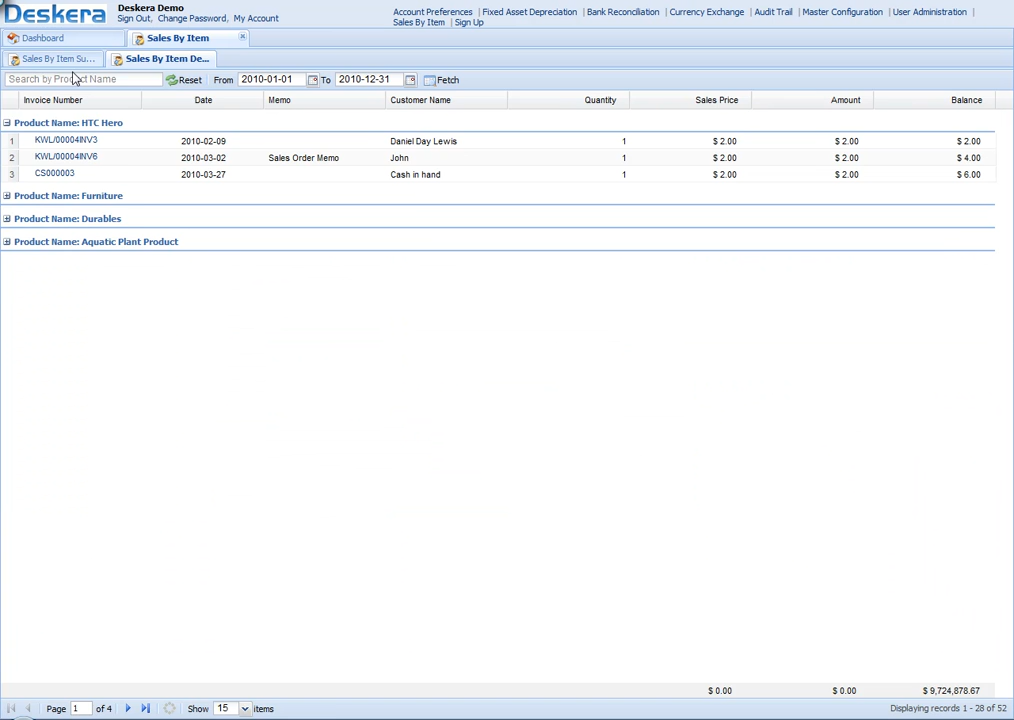 Deskera
Deskera Demo
Sign Out, Change Password, My Account
Account Preferences | Fixed Asset Depreciation | Bank Reconciliation | Currency Exchange | Audit Trail | Master Configuration | User Administration |
Sales By Item | Sign Up
Dashboard Sales By Item
Sales By Item Su... Sales By Item De...
Search by Product Name Reset From 2010-01-01 To 2010-12-31 Fetch
Invoice Number Date Memo Customer Name Quantity Sales Price Amount Balance
Product Name: HTC Hero
1 KWL/00004INV3 2010-02-09 Daniel Day Lewis 1 $ 2.00 $ 2.00 $ 2.00
2 KWL/00004INV6 2010-03-02 Sales Order Memo John 1 $ 2.00 $ 2.00 $ 4.00
3 CS000003 2010-03-27 Cash in hand 1 $ 2.00 $ 2.00 $ 6.00
Product Name: Furniture
Product Name: Durables
Product Name: Aquatic Plant Product
$ 0.00 $ 0.00 $ 9,724,878.67
Page 1 of 4 Show 15 items Displaying records 1 - 28 of 52